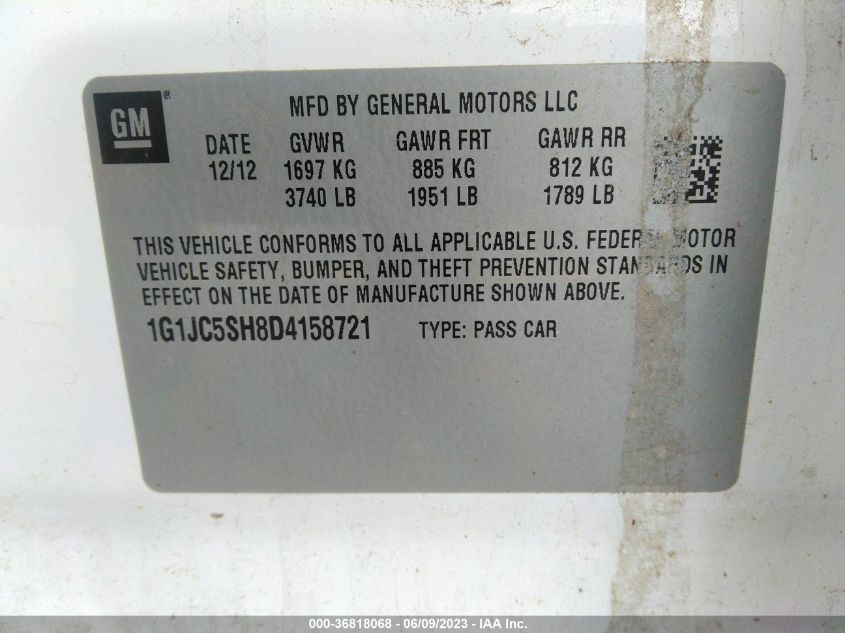 GM ®
MFD BY GENERAL MOTORS LLC
DATE GVWR GAWR FRT GAWR RR
12/12 1697 KG 885 KG 812 KG
3740 LB 1951 LB 1789 LB
THIS VEHICLE CONFORMS TO ALL APPLICABLE U.S. FEDERAL MOTOR
VEHICLE SAFETY, BUMPER, AND THEFT PREVENTION STANDARDS IN
EFFECT ON THE DATE OF MANUFACTURE SHOWN ABOVE.
1G1JC5SH8D4158721 TYPE: PASS CAR
000-36818068 - 06/09/2023 - IAA Inc.